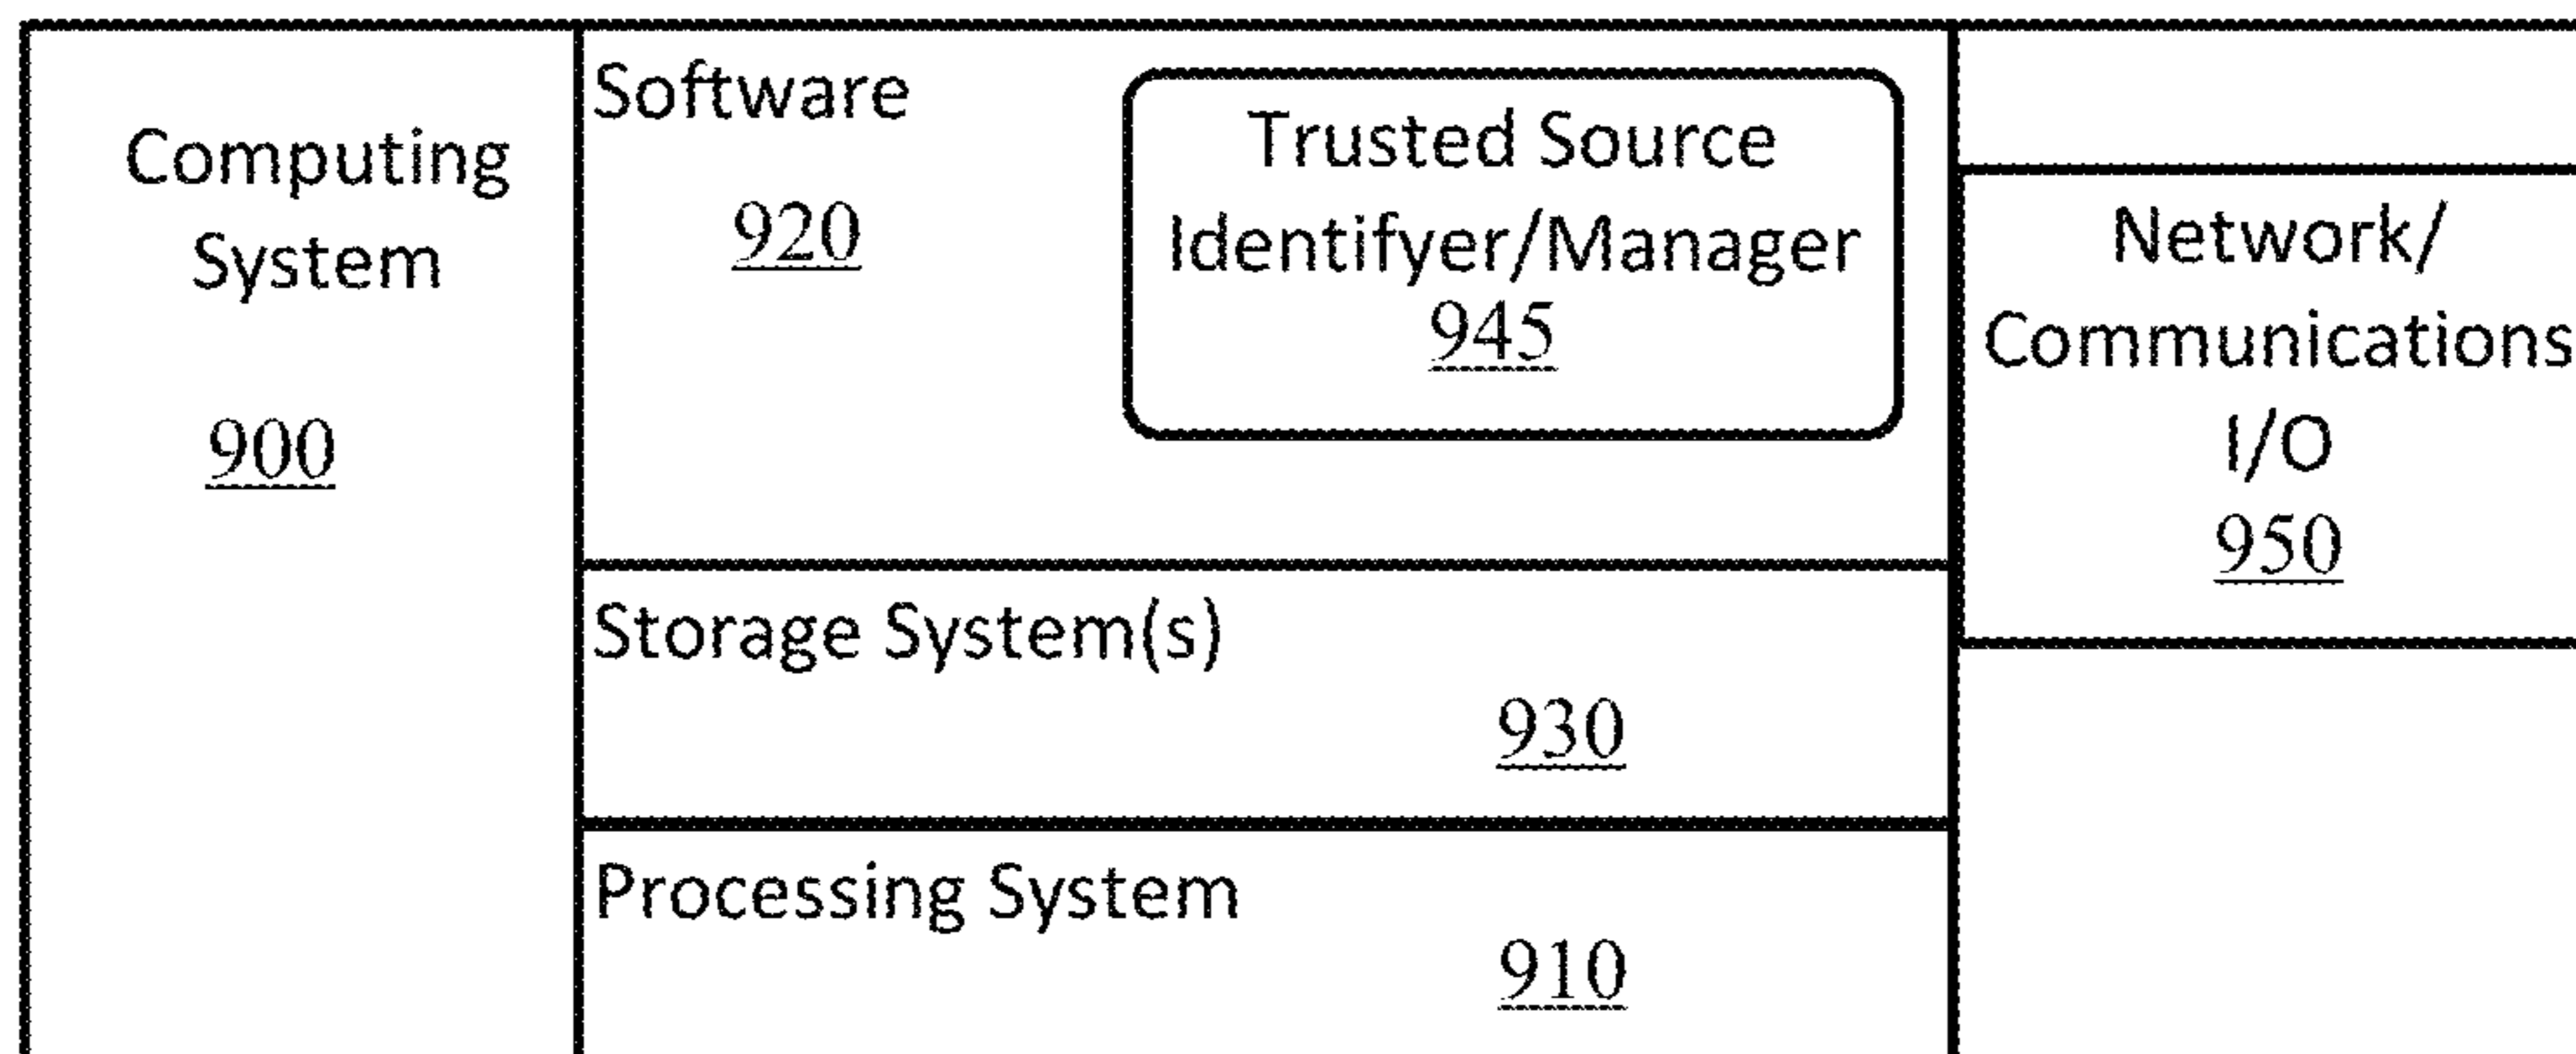 Computing
System
900
Software
920
Trusted Source
Identifyer/Manager
945
Storage System(s)
930
Processing System
910
Network/
Communications
I/O
950